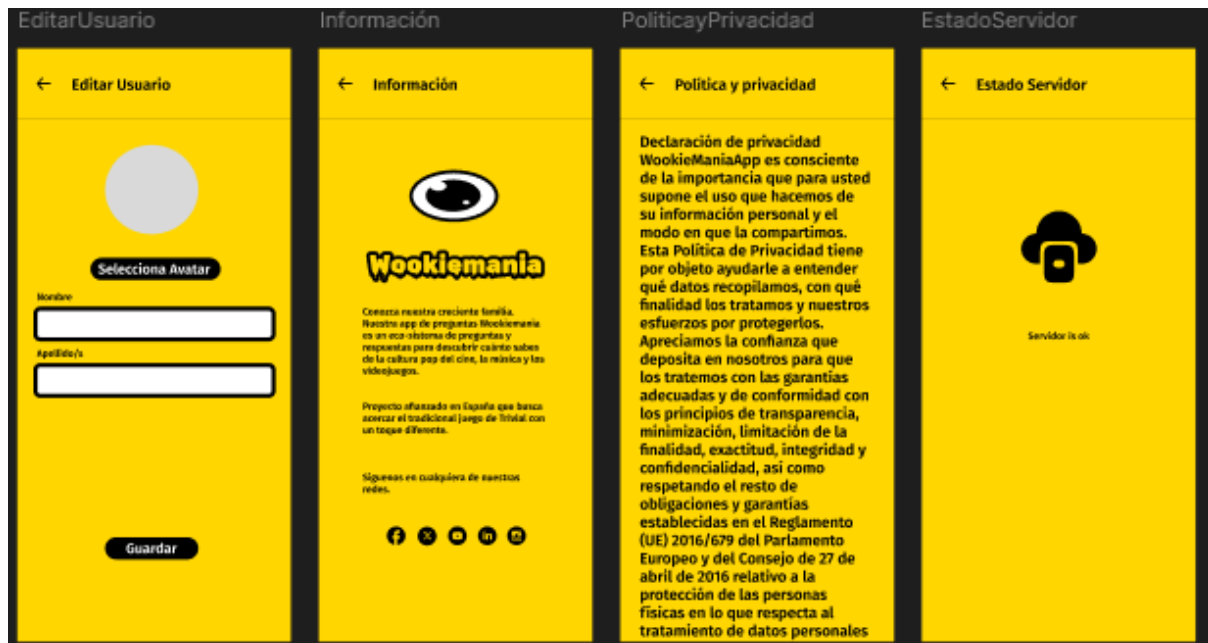 EditarUsuario
Información
PoliticayPrivacidad
EstadoServidor
Editar Usuario
Selecciona Avatar
Nombre
Apellido/s
Guardar
Información
Wookiemania
Conozca nuestra creciente familia.
Nuestra app de preguntas Wookiemania
es un eco-sistema de preguntas y
respuestas para descubrir cuánto sabes
de la cultura pop del cine, la música y los
videojuegos.
Proyecto afianzado en España que busca
acercar el tradicional juego de Trivial con
un toque diferente.
Síguenos en cualquiera de nuestras
redes.
Política y privacidad
Declaración de privacidad
WookieManiaApp es consciente
de la importancia que para usted
supone el uso que hacemos de
su información personal y el
modo en que la compartimos.
Esta Política de Privacidad tiene
por objeto ayudarle a entender
qué datos recopilamos, con qué
finalidad los tratamos y nuestros
esfuerzos por protegerlos.
Apreciamos la confianza que
deposita en nosotros para que
los tratemos con las garantías
adecuadas y de conformidad con
los principios de transparencia,
minimización, limitación de la
finalidad, exactitud, integridad y
confidencialidad, así como
respetando el resto de
obligaciones y garantías
establecidas en el Reglamento
(UE) 2016/679 del Parlamento
Europeo y del Consejo de 27 de
abril de 2016 relativo a la
protección de las personas
físicas en lo que respecta al
tratamiento de datos personales
Estado Servidor
Servidor is ok